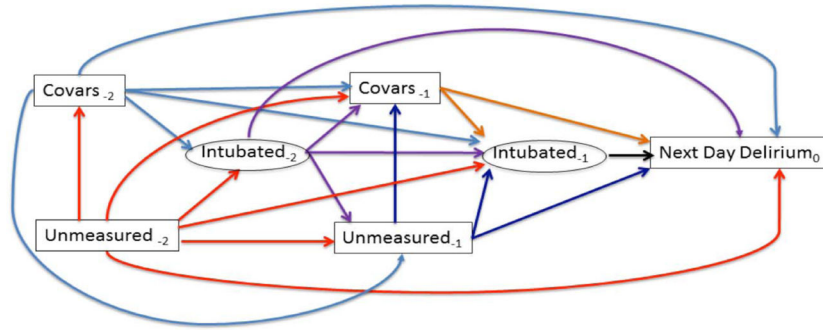 Covars -2
Covars -1
Intubated-2
Intubated-1
Next Day Delirium0
Unmeasured -2
Unmeasured-1